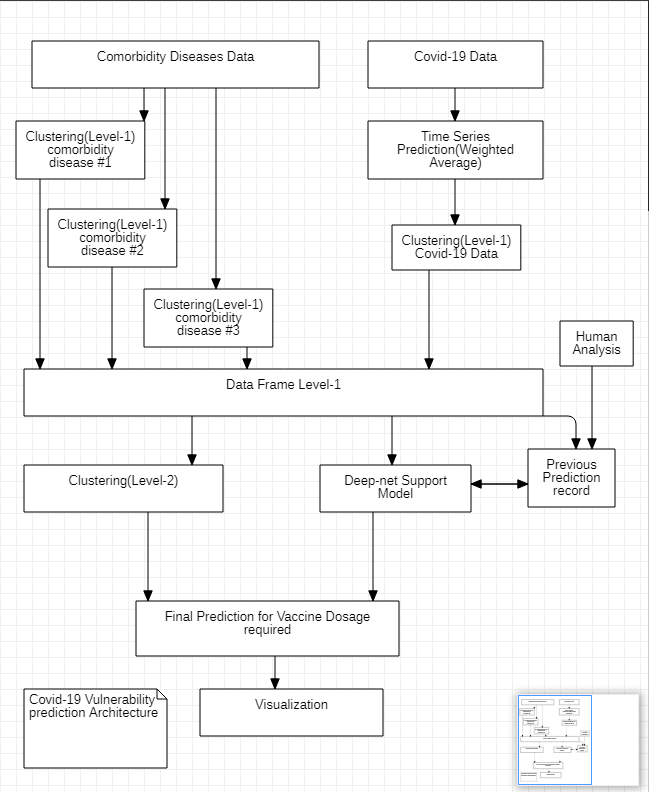 Comorbidity Diseases Data
Covid-19 Data
Clustering(Level-1)
comorbidity
disease #1
Time Series
Prediction(Weighted
Average)
Clustering(Level-1)
comorbidity
disease #2
Clustering(Level-1)
Covid-19 Data
Clustering(Level-1)
comorbidity
disease #3
Human
Analysis
Data Frame Level-1
Clustering(Level-2)
Deep-net Support
Model
Previous
Prediction
record
Final Prediction for Vaccine Dosage
required
Covid-19 Vulnerability
prediction Architecture
Visualization